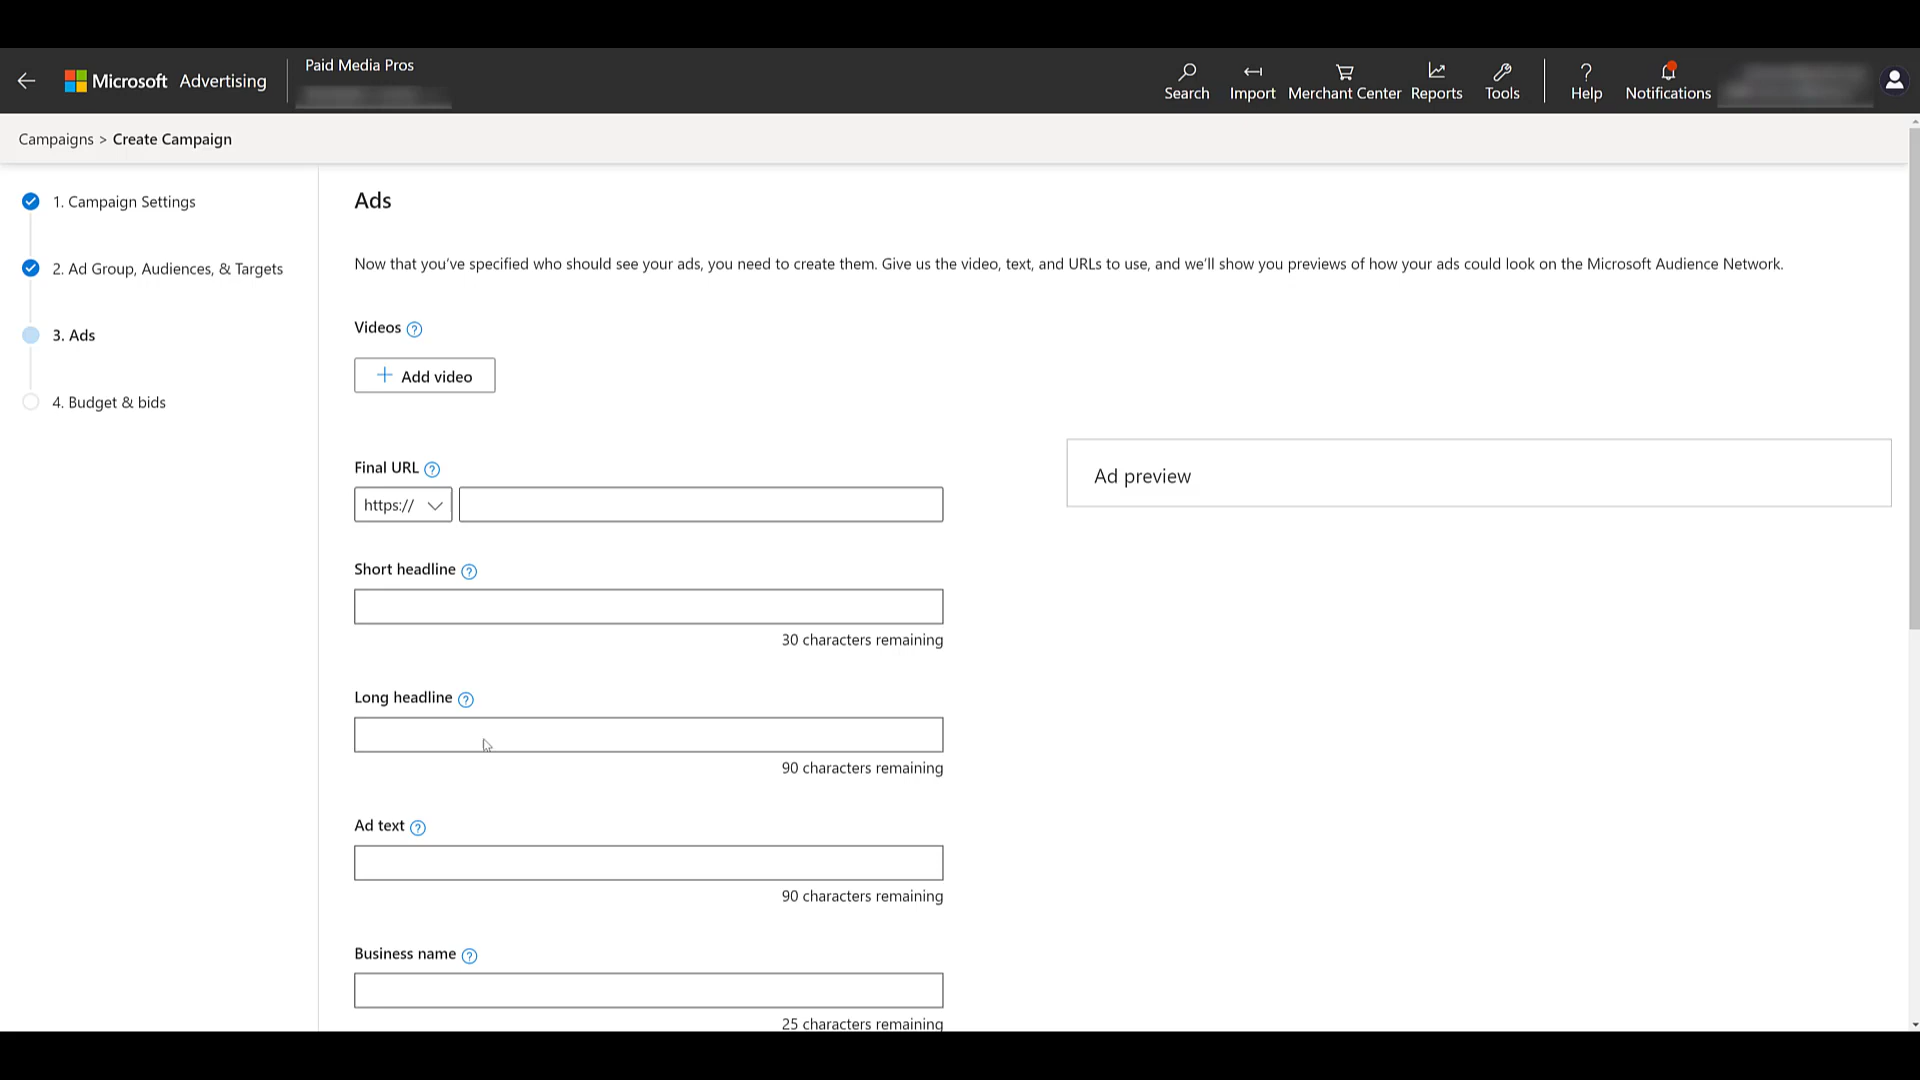 Microsoft Advertising
Paid Media Pros
Search
Import
Merchant Center
Reports
Tools
Help
Notifications
Campaigns > Create Campaign
1. Campaign Settings
2. Ad Group, Audiences, & Targets
3. Ads
4. Budget & bids
Ads
Now that you've specified who should see your ads, you need to create them. Give us the video, text, and URLs to use, and we'll show you previews of how your ads could look on the Microsoft Audience Network.
Videos ?
+ Add video
Final URL ?
https://
Ad preview
Short headline ?
30 characters remaining
Long headline ?
90 characters remaining
Ad text ?
90 characters remaining
Business name ?
25 characters remaining